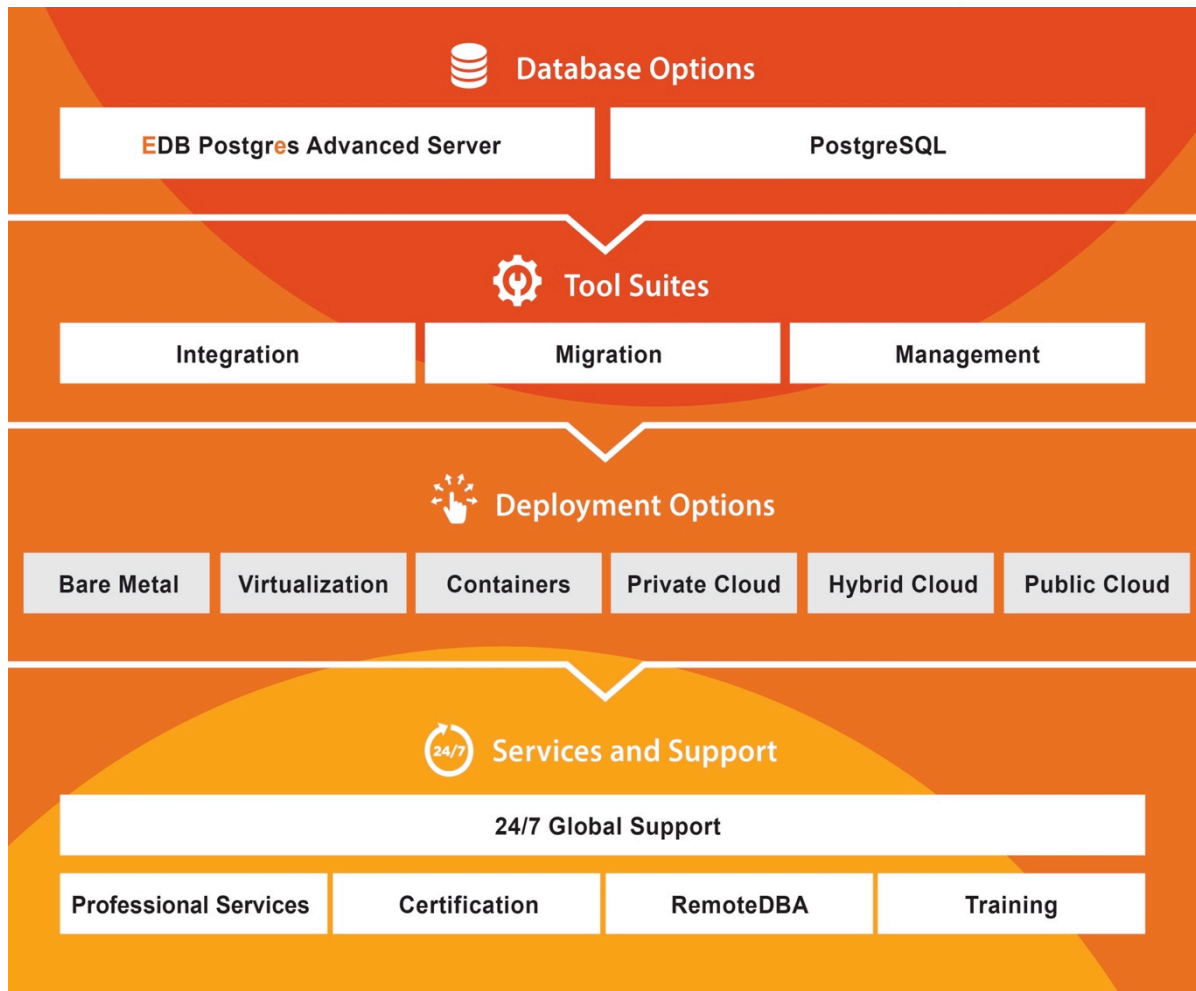 Database Options
EDB Postgres Advanced Server
PostgreSQL
Tool Suites
Integration
Migration
Management
Deployment Options
Bare Metal
Virtualization
Containers
Private Cloud
Hybrid Cloud
Public Cloud
24/7
Services and Support
24/7 Global Support
Professional Services
Certification
RemoteDBA
Training